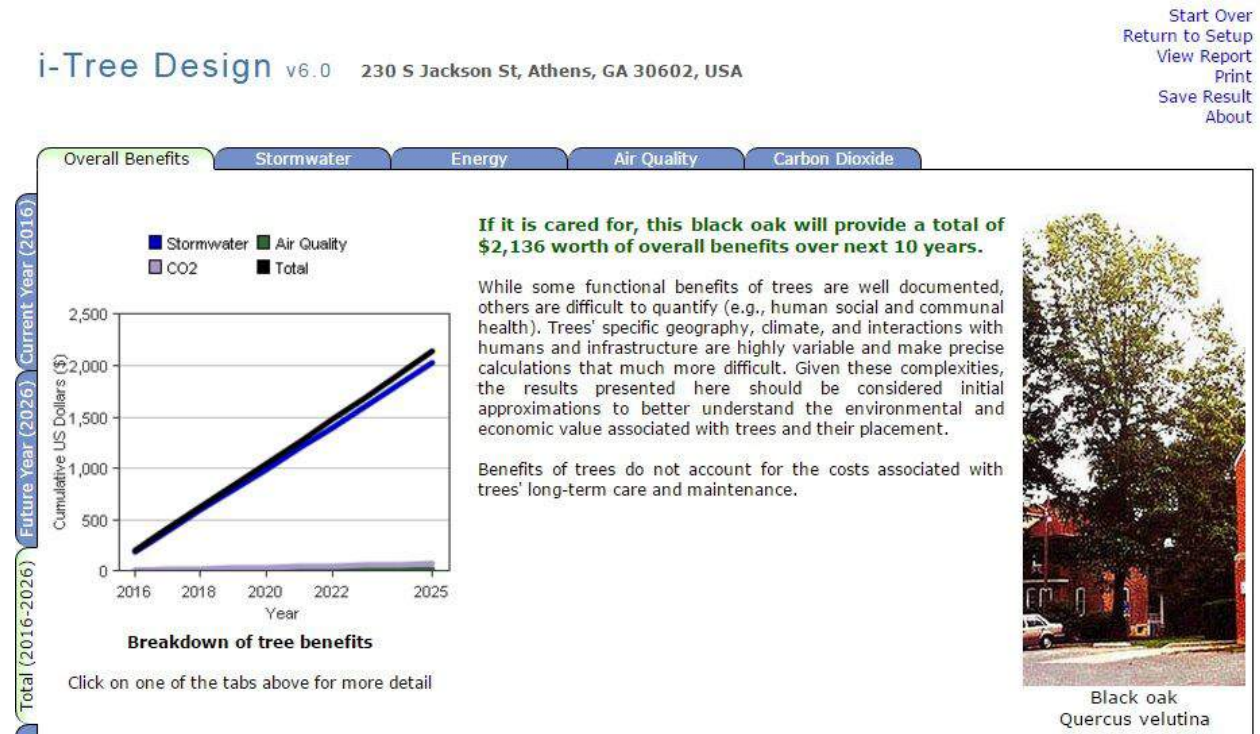 Start Over
Return to Setup
View Report
Print
Save Result
About
i-Tree Design v6.0 230 S Jackson St, Athens, GA 30602, USA
Overall Benefits Stormwater Energy Air Quality Carbon Dioxide
Current Year (2016)
Future Year (2026)
Total (2016-2026)
Stormwater Air Quality
CO2 Total
Cumulative US Dollars ($)
2,500
2,000
1,500
1,000
500
0
2016 2018 2020 2022 2025
Year
Breakdown of tree benefits
Click on one of the tabs above for more detail
If it is cared for, this black oak will provide a total of
$2,136 worth of overall benefits over next 10 years.
While some functional benefits of trees are well documented,
others are difficult to quantify (e.g., human social and communal
health). Trees' specific geography, climate, and interactions with
humans and infrastructure are highly variable and make precise
calculations that much more difficult. Given these complexities,
the results presented here should be considered initial
approximations to better understand the environmental and
economic value associated with trees and their placement.
Benefits of trees do not account for the costs associated with
trees' long-term care and maintenance.
Black oak
Quercus velutina